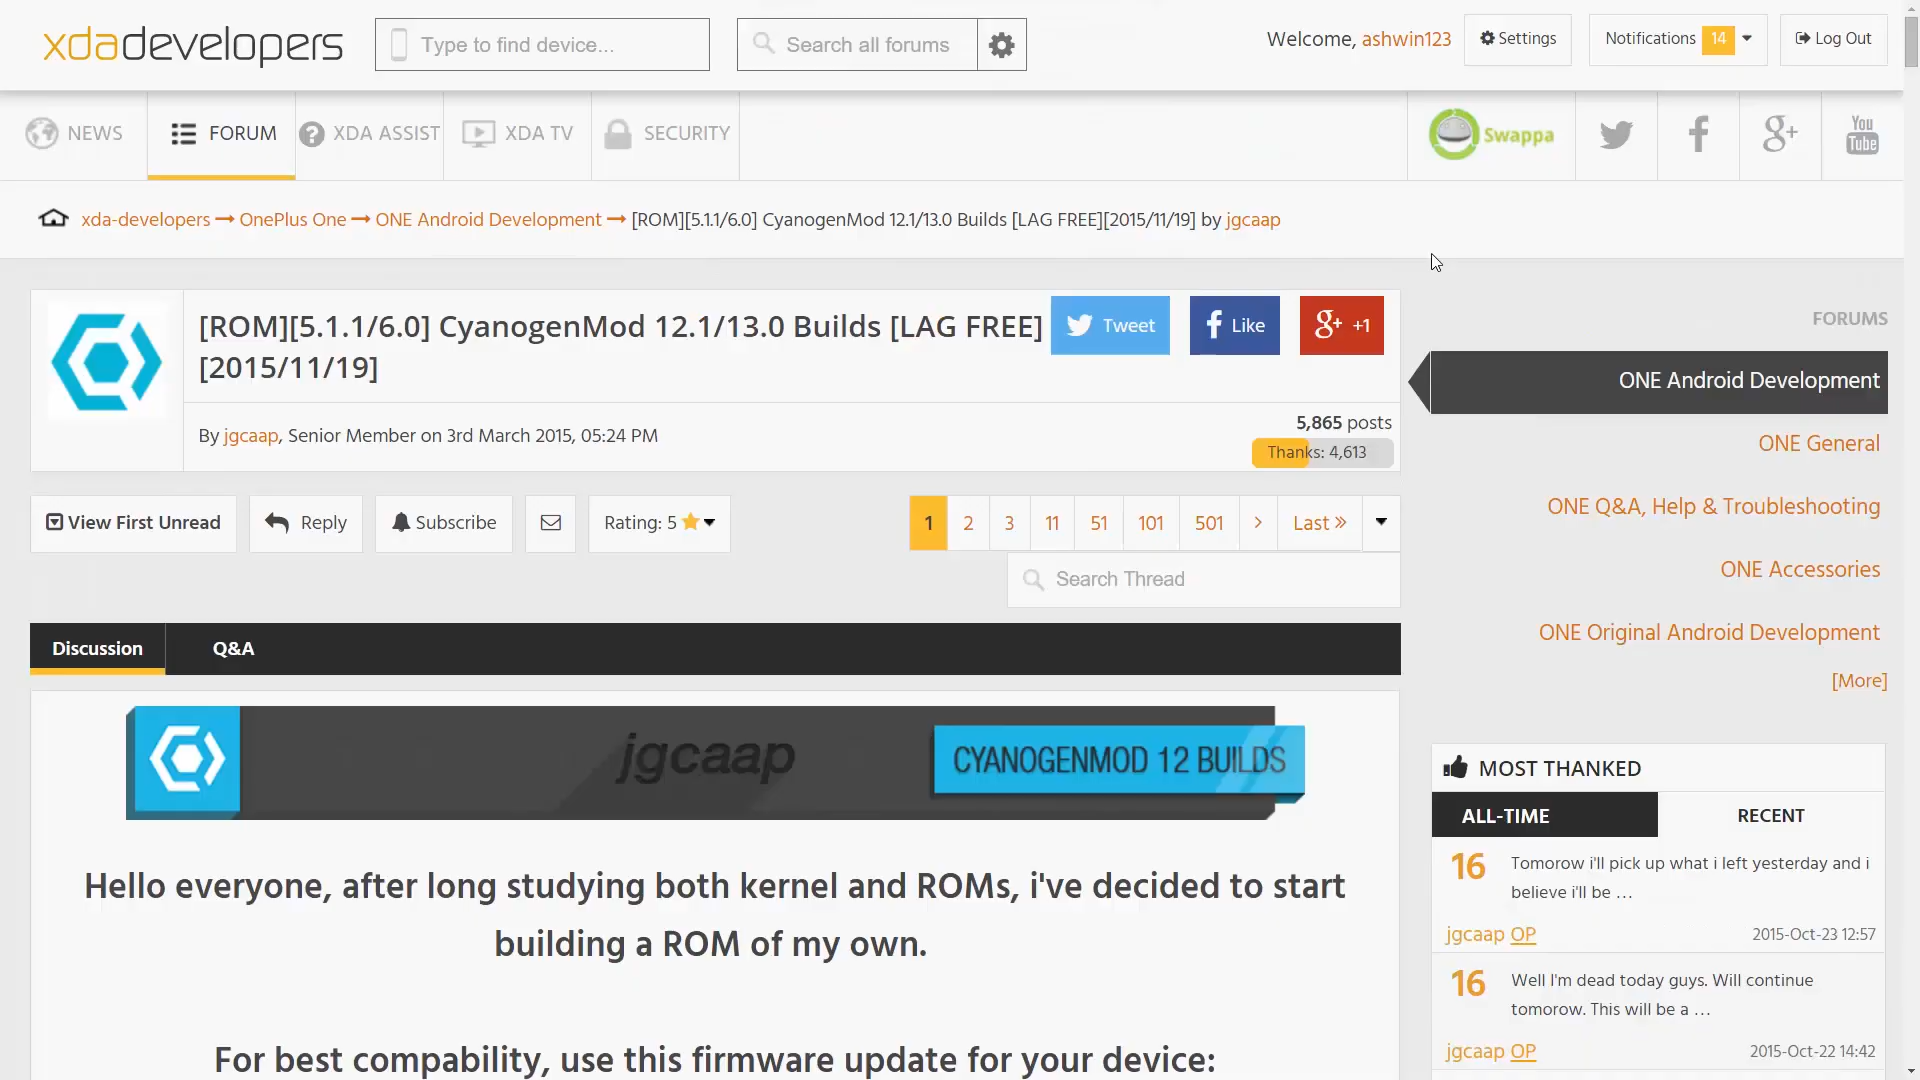 xdadevelopers
Type to find device...
Search all forums
Welcome, ashwin123
Settings
Notifications 14
Log Out
NEWS
FORUM
XDA ASSIST
XDA TV
SECURITY
Swappa
g+
You Tube
xda-developers → OnePlus One → ONE Android Development → [ROM][5.1.1/6.0] CyanogenMod 12.1/13.0 Builds [LAG FREE][2015/11/19] by jgcaap
[ROM][5.1.1/6.0] CyanogenMod 12.1/13.0 Builds [LAG FREE]
[2015/11/19]
Tweet
Like
g+ +1
By jgcaap, Senior Member on 3rd March 2015, 05:24 PM
5,865 posts
Thanks: 4,613
View First Unread
Reply
Subscribe
Rating: 5
1 2 3 11 51 101 501 > Last »
Search Thread
Discussion
Q&A
jgcaap
CYANOGENMOD 12 BUILDS
Hello everyone, after long studying both kernel and ROMs, i've decided to start
building a ROM of my own.
For best compability, use this firmware update for your device:
FORUMS
ONE Android Development
ONE General
ONE Q&A, Help & Troubleshooting
ONE Accessories
ONE Original Android Development
[More]
MOST THANKED
ALL-TIME
RECENT
16
Tomorow i'll pick up what i left yesterday and i
believe i'll be ...
jgcaap OP
2015-Oct-23 12:57
16
Well I'm dead today guys. Will continue
tomorow. This will be a ...
jgcaap OP
2015-Oct-22 14:42